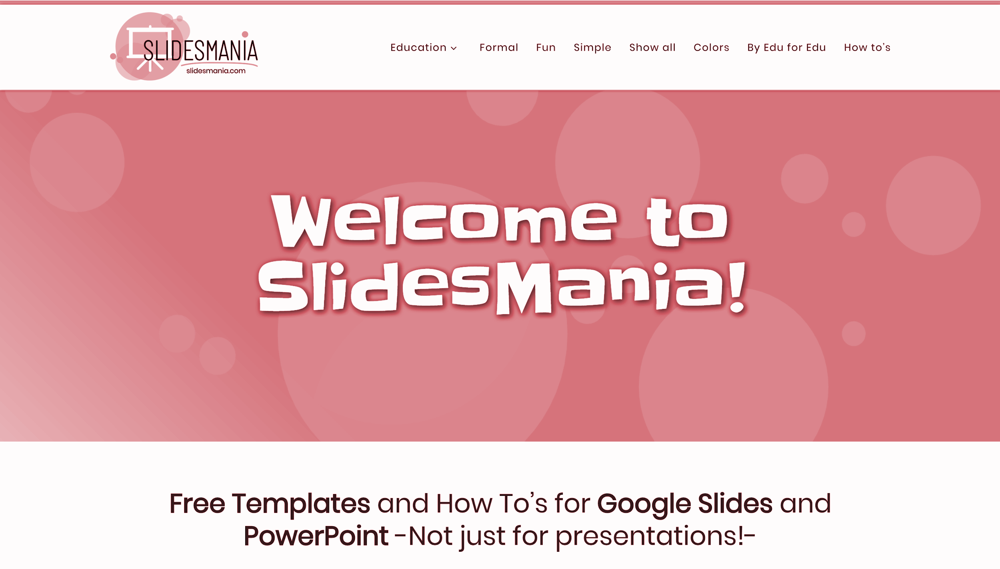 SLIDESMANIA
slidesmania.com
Education Formal Fun Simple Show all Colors By Edu for Edu How to’s
Welcome to
SlidesMania!
Free Templates and How To’s for Google Slides and
PowerPoint –Not just for presentations!–